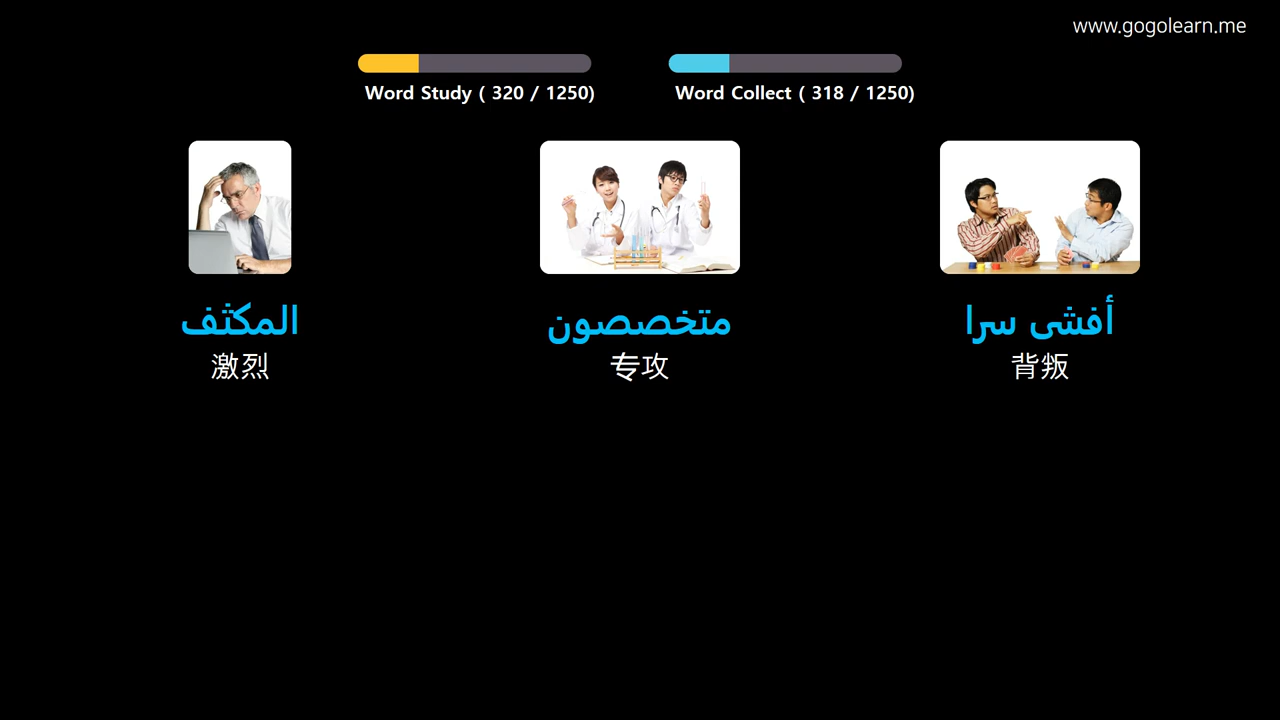 www.gogolearn.me
Word Study ( 320 / 1250)
Word Collect ( 318 / 1250)
المكثف
激烈
متخصصون
专攻
أفشى سرا
背叛